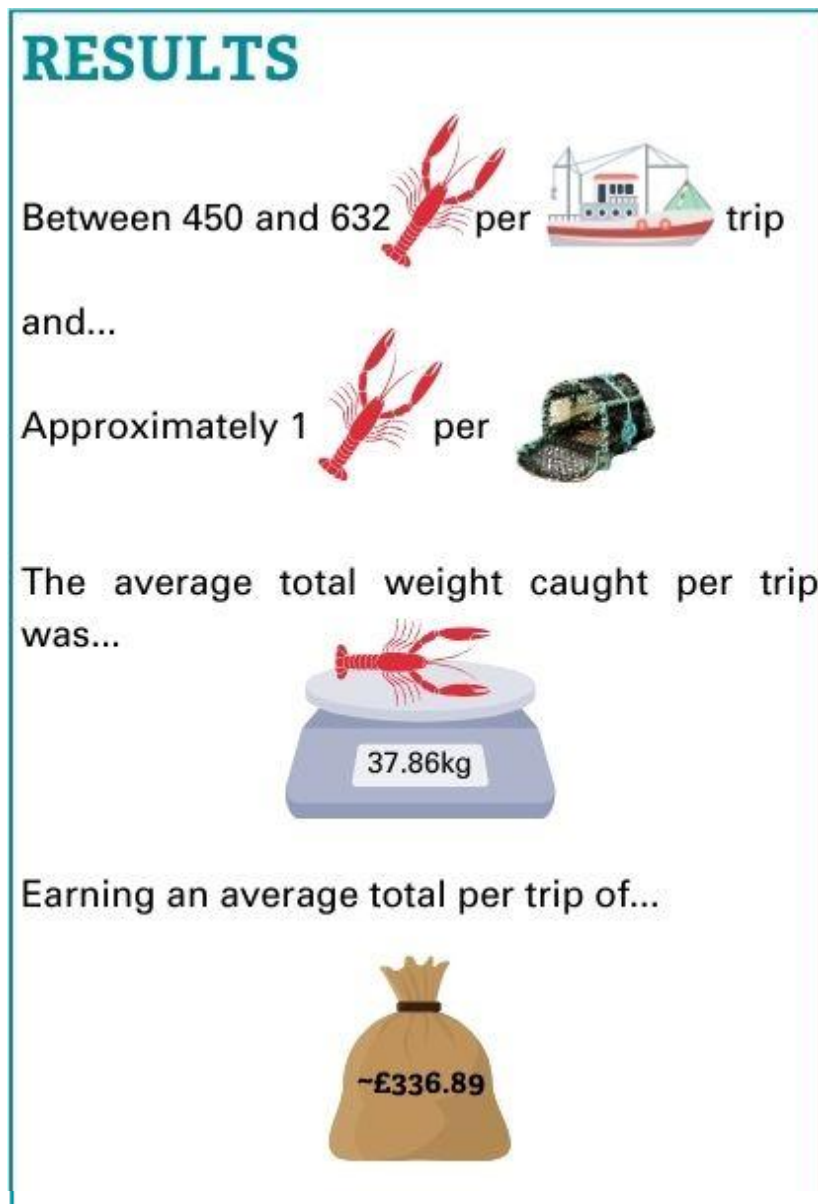 RESULTS
Between 450 and 632 per trip
and...
Approximately 1 per
The average total weight caught per trip
was...
37.86kg
Earning an average total per trip of...
~£336.89